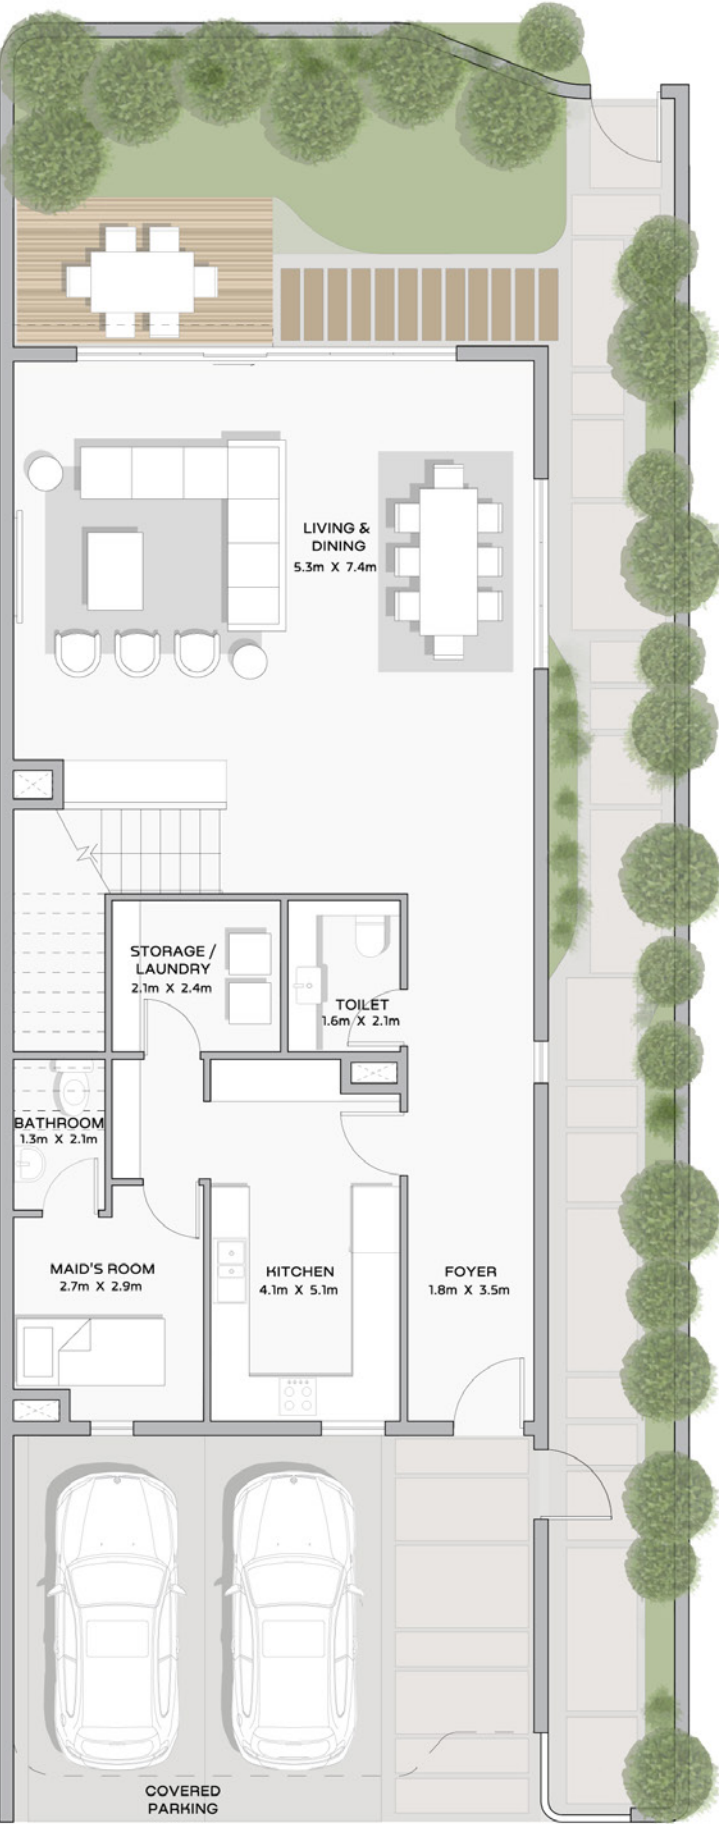 LIVING &
DINING
5.3m X 7.4m
STORAGE /
LAUNDRY
2.1m X 2.4m
TOILET
1.6m X 2.1m
BATHROOM
1.3m X 2.1m
MAID'S ROOM
2.7m X 2.9m
KITCHEN
4.1m X 5.1m
FOYER
1.8m X 3.5m
COVERED
PARKING